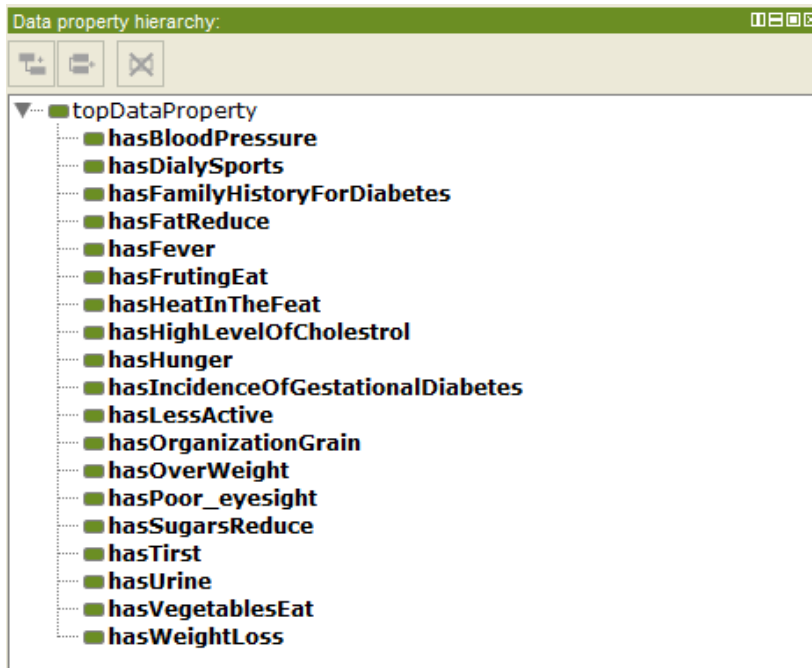 Data property hierarchy:
topDataProperty
hasBloodPressure
hasDialySports
hasFamilyHistoryForDiabetes
hasFatReduce
hasFever
hasFrutingEat
hasHeatInTheFeat
hasHighLevelOfCholestrol
hasHunger
hasIncidenceOfGestationalDiabetes
hasLessActive
hasOrganizationGrain
hasOverWeight
hasPoor_eyesight
hasSugarsReduce
hasTirst
hasUrine
hasVegetablesEat
hasWeightLoss